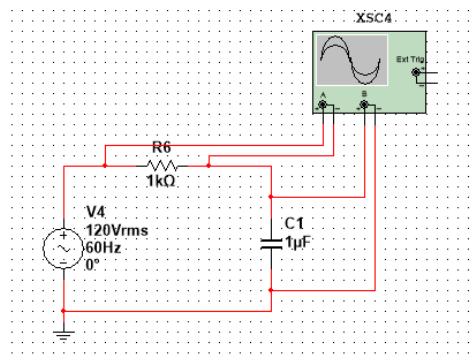 XSC4
Ext Trig
+
−
A
B
+ −
+ −
R6
1kΩ
V4
120Vrms
60Hz
0°
+
−
C1
1µF